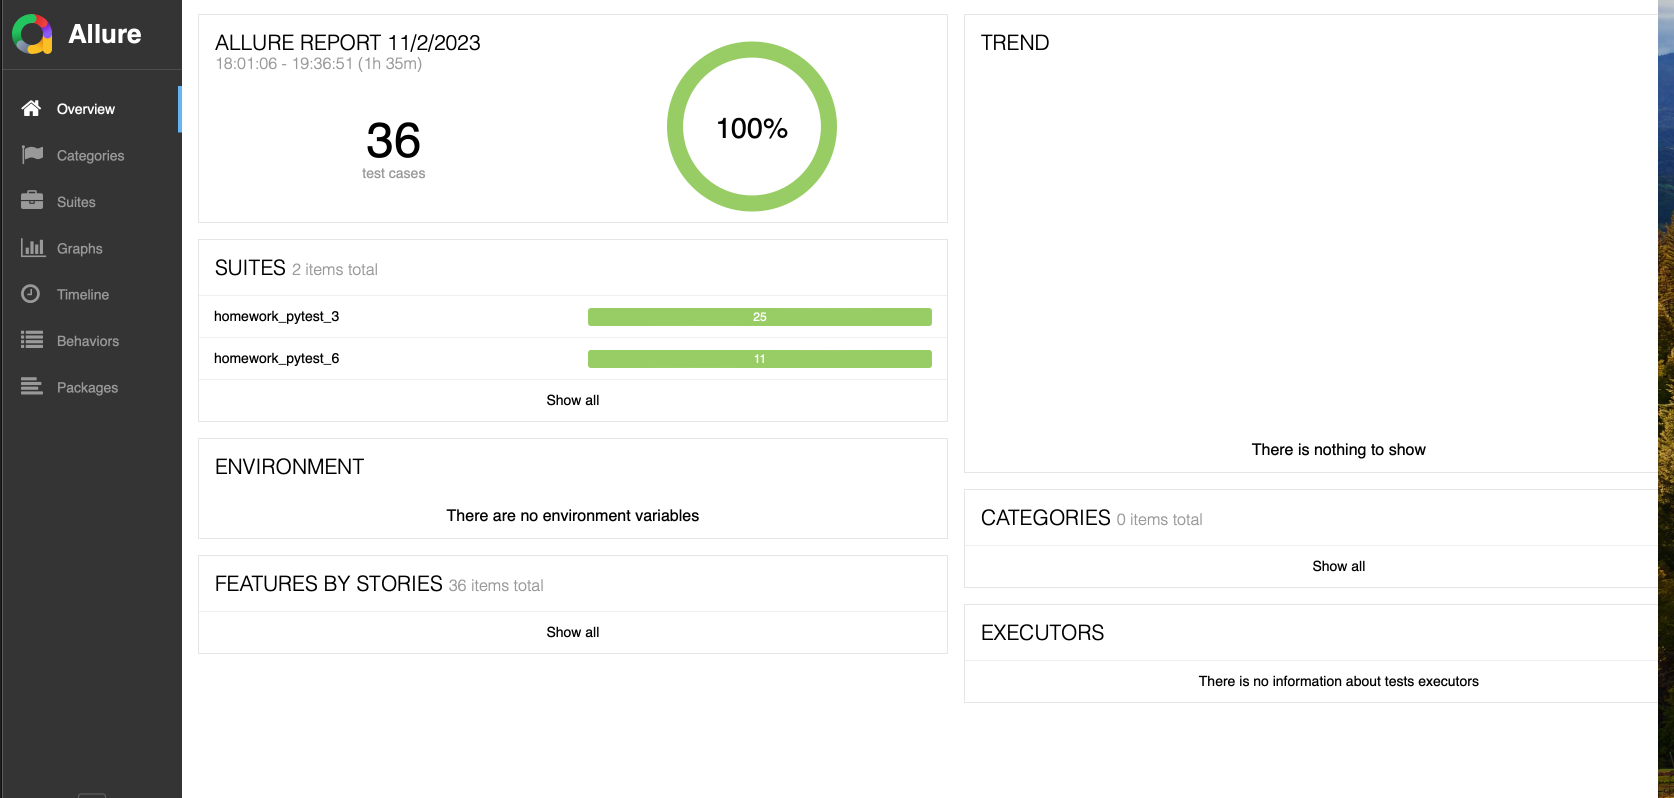 Allure
Overview
Categories
Suites
Graphs
Timeline
Behaviors
Packages
ALLURE REPORT 11/2/2023
18:01:06 - 19:36:51 (1h 35m)
36
test cases
100%
SUITES 2 items total
homework_pytest_3 25
homework_pytest_6 11
Show all
ENVIRONMENT
There are no environment variables
FEATURES BY STORIES 36 items total
Show all
TREND
There is nothing to show
CATEGORIES 0 items total
Show all
EXECUTORS
There is no information about tests executors